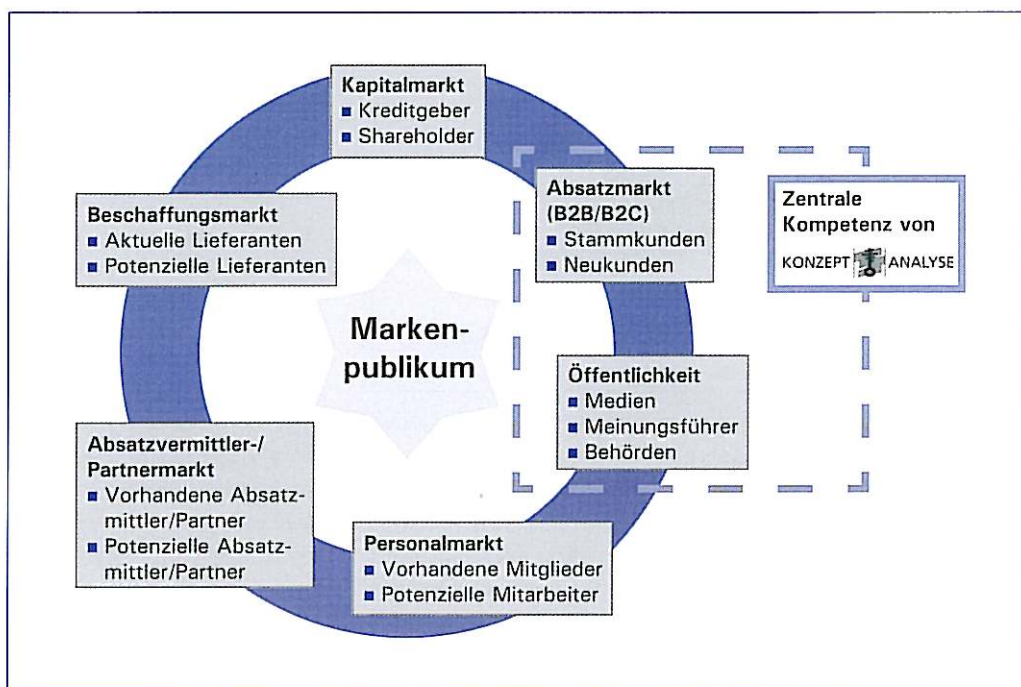 Kapitalmarkt
■ Kreditgeber
■ Shareholder
Absatzmarkt
(B2B/B2C)
■ Stammkunden
■ Neukunden
Zentrale
Kompetenz von
KONZEPT ANALYSE
Öffentlichkeit
■ Medien
■ Meinungsführer
■ Behörden
Personalmarkt
■ Vorhandene Mitglieder
■ Potenzielle Mitarbeiter
Absatzvermittler-/
Partnermarkt
■ Vorhandene Absatz-
mittler/Partner
■ Potenzielle Absatz-
mittler/Partner
Beschaffungsmarkt
■ Aktuelle Lieferanten
■ Potenzielle Lieferanten
Marken-
publikum